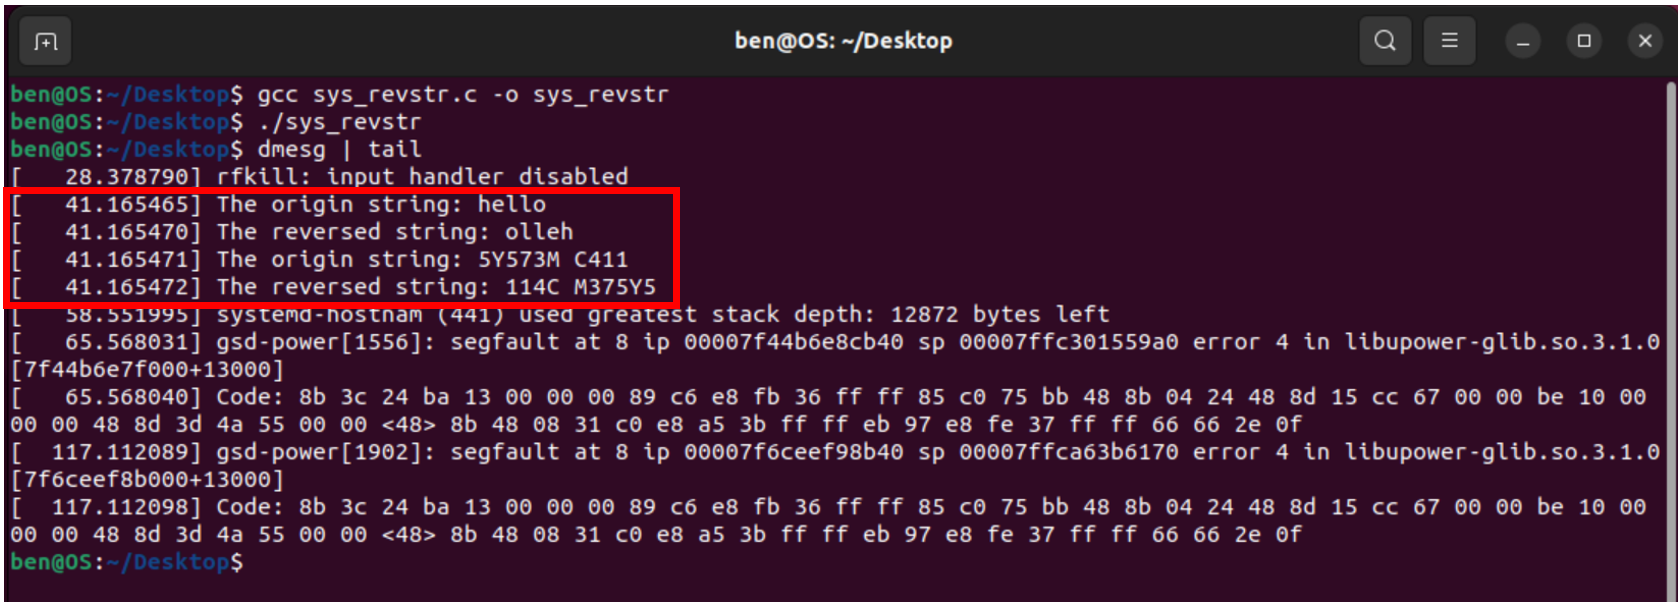 ben@OS: ~/Desktop
ben@OS:~/Desktop$ gcc sys_revstr.c -o sys_revstr
ben@OS:~/Desktop$ ./sys_revstr
ben@OS:~/Desktop$ dmesg | tail
[   28.378790] rfkill: input handler disabled
[   41.165465] The origin string: hello
[   41.165470] The reversed string: olleh
[   41.165471] The origin string: 5Y573M C411
[   41.165472] The reversed string: 114C M375Y5
[   58.551995] systemd-hostnam (441) used greatest stack depth: 12872 bytes left
[   65.568031] gsd-power[1556]: segfault at 8 ip 00007f44b6e8cb40 sp 00007ffc301559a0 error 4 in libupower-glib.so.3.1.0
[7f44b6e7f000+13000]
[   65.568040] Code: 8b 3c 24 ba 13 00 00 00 89 c6 e8 fb 36 ff ff 85 c0 75 bb 48 8b 04 24 48 8d 15 cc 67 00 00 be 10 00
00 00 48 8d 3d 4a 55 00 00 <48> 8b 48 08 31 c0 e8 a5 3b ff ff eb 97 e8 fe 37 ff ff 66 66 2e 0f
[  117.112089] gsd-power[1902]: segfault at 8 ip 00007f6ceef98b40 sp 00007ffca63b6170 error 4 in libupower-glib.so.3.1.0
[7f6ceef8b000+13000]
[  117.112098] Code: 8b 3c 24 ba 13 00 00 00 89 c6 e8 fb 36 ff ff 85 c0 75 bb 48 8b 04 24 48 8d 15 cc 67 00 00 be 10 00
00 00 48 8d 3d 4a 55 00 00 <48> 8b 48 08 31 c0 e8 a5 3b ff ff eb 97 e8 fe 37 ff ff 66 66 2e 0f
ben@OS:~/Desktop$